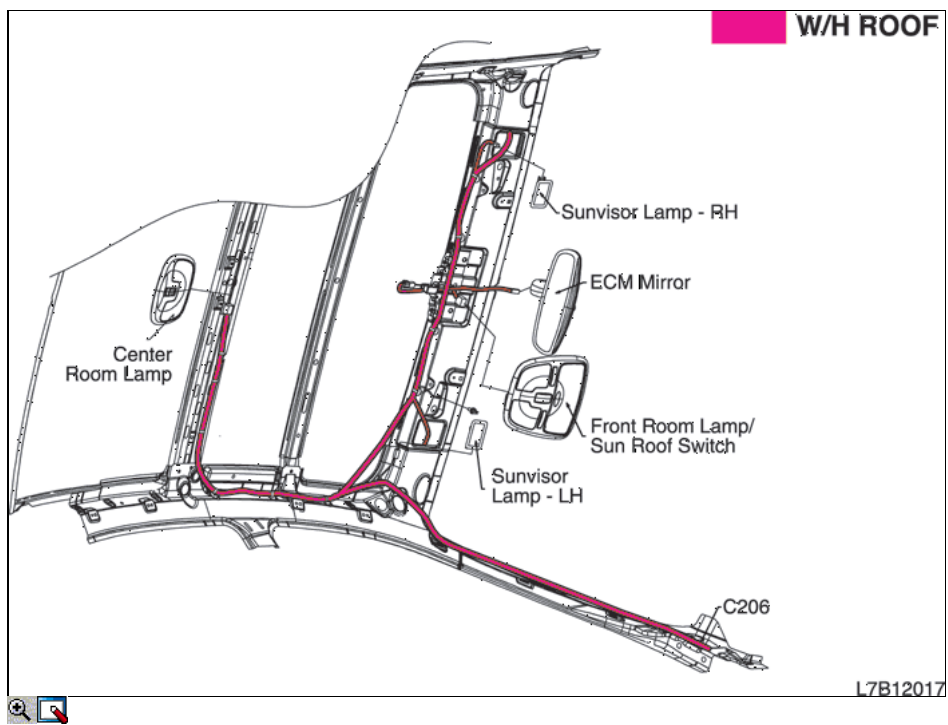 W/H ROOF
Sunvisor Lamp - RH
ECM Mirror
Center
Room Lamp
Front Room Lamp/
Sun Roof Switch
Sunvisor
Lamp - LH
C206
L7B12017